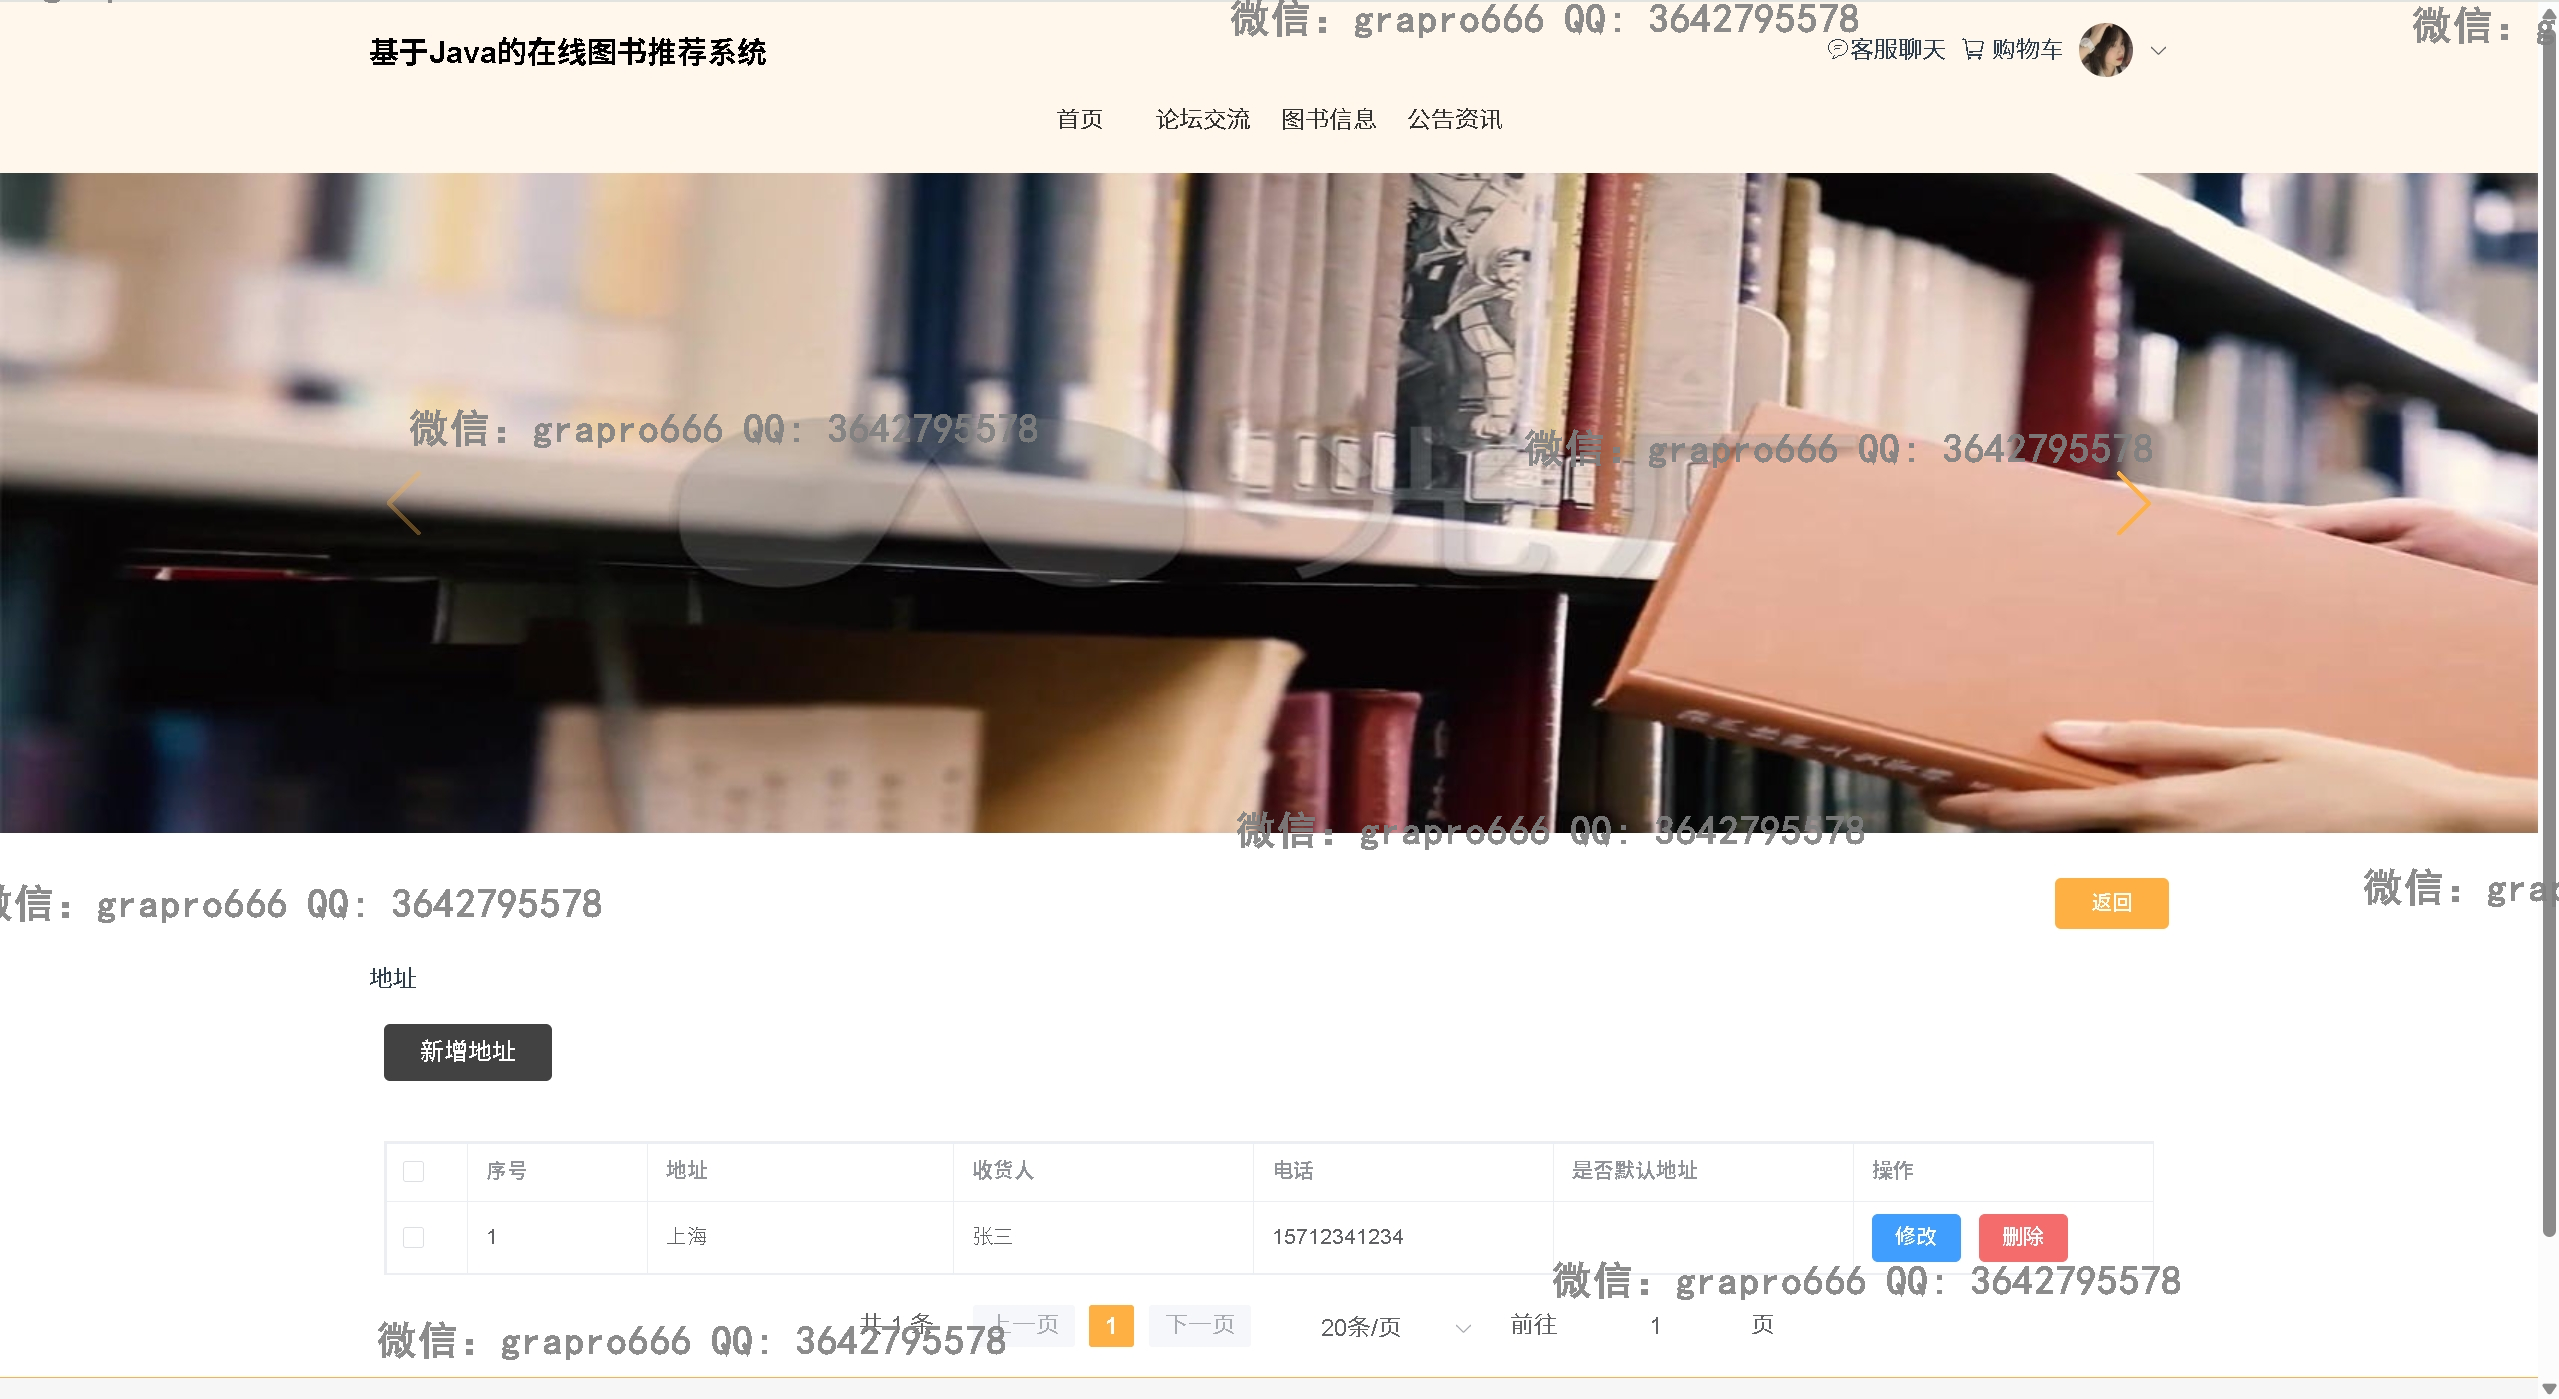 微信: grapro666 QQ: 3642795578
微信: g
基于Java的在线图书推荐系统
客服聊天 购物车
首页 论坛交流 图书信息 公告资讯
微信: grapro666 QQ: 3642795578
微信: grapro666 QQ: 3642795578
微信: grapro666 QQ: 3642795578
微信: grapro666 QQ: 3642795578
微信: gra
返回
地址
新增地址
序号 地址 收货人 电话 是否默认地址 操作
1 上海 张三 15712341234 修改 删除
微信: grapro666 QQ: 3642795578
共 1 条 上一页 1 下一页 20条/页 前往 1 页
微信: grapro666 QQ: 3642795578